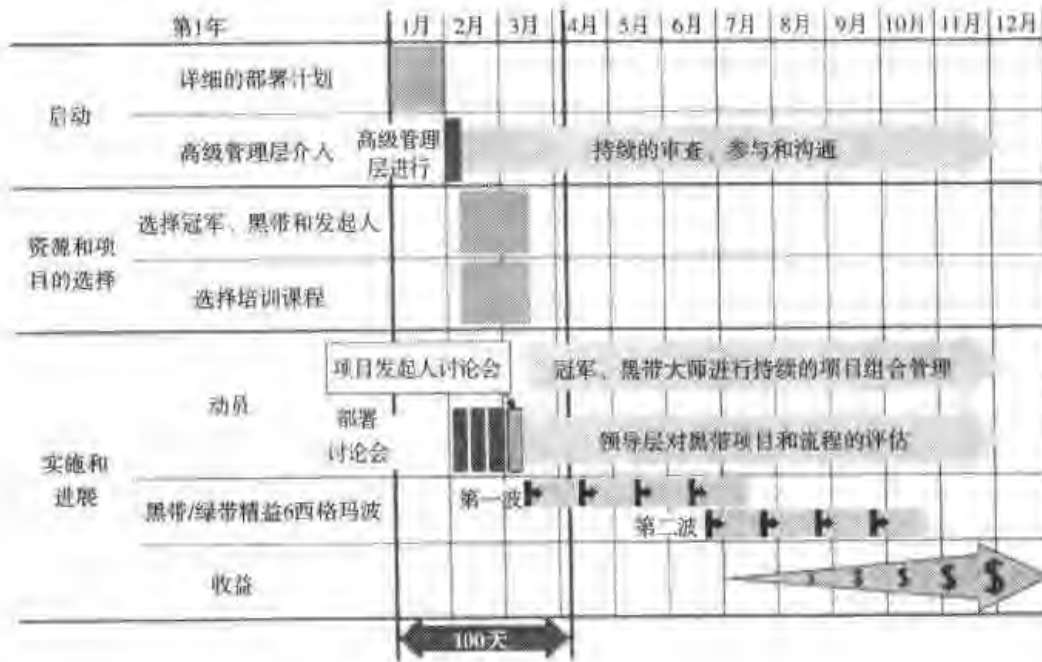 第1年 1月 2月 3月 4月 5月 6月 7月 8月 9月 10月 11月 12月
启动
详细的部署计划
高级管理层介入
高级管理
层进行
持续的审查、参与和沟通
资源和项
目的选择
选择冠军、黑带和发起人
选择培训课程
实施和
进展
动员
项目发起人讨论会
冠军、黑带大师进行持续的项目组合管理
部署
讨论会
领导层对黑带项目和流程的评估
黑带/绿带精益6西格玛波
第一波
第二波
收益
$ $ $ $ $
100天